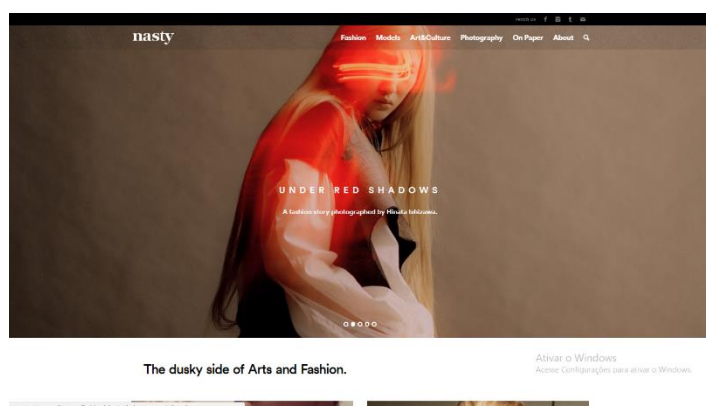 nasty
Fashion Models Art&Culture Photography On Paper About
UNDER RED SHADOWS
A fashion story photographed by Hinata Ishizawa.
The dusky side of Arts and Fashion.
Ativar o Windows
Acesse Configurações para ativar o Windows.